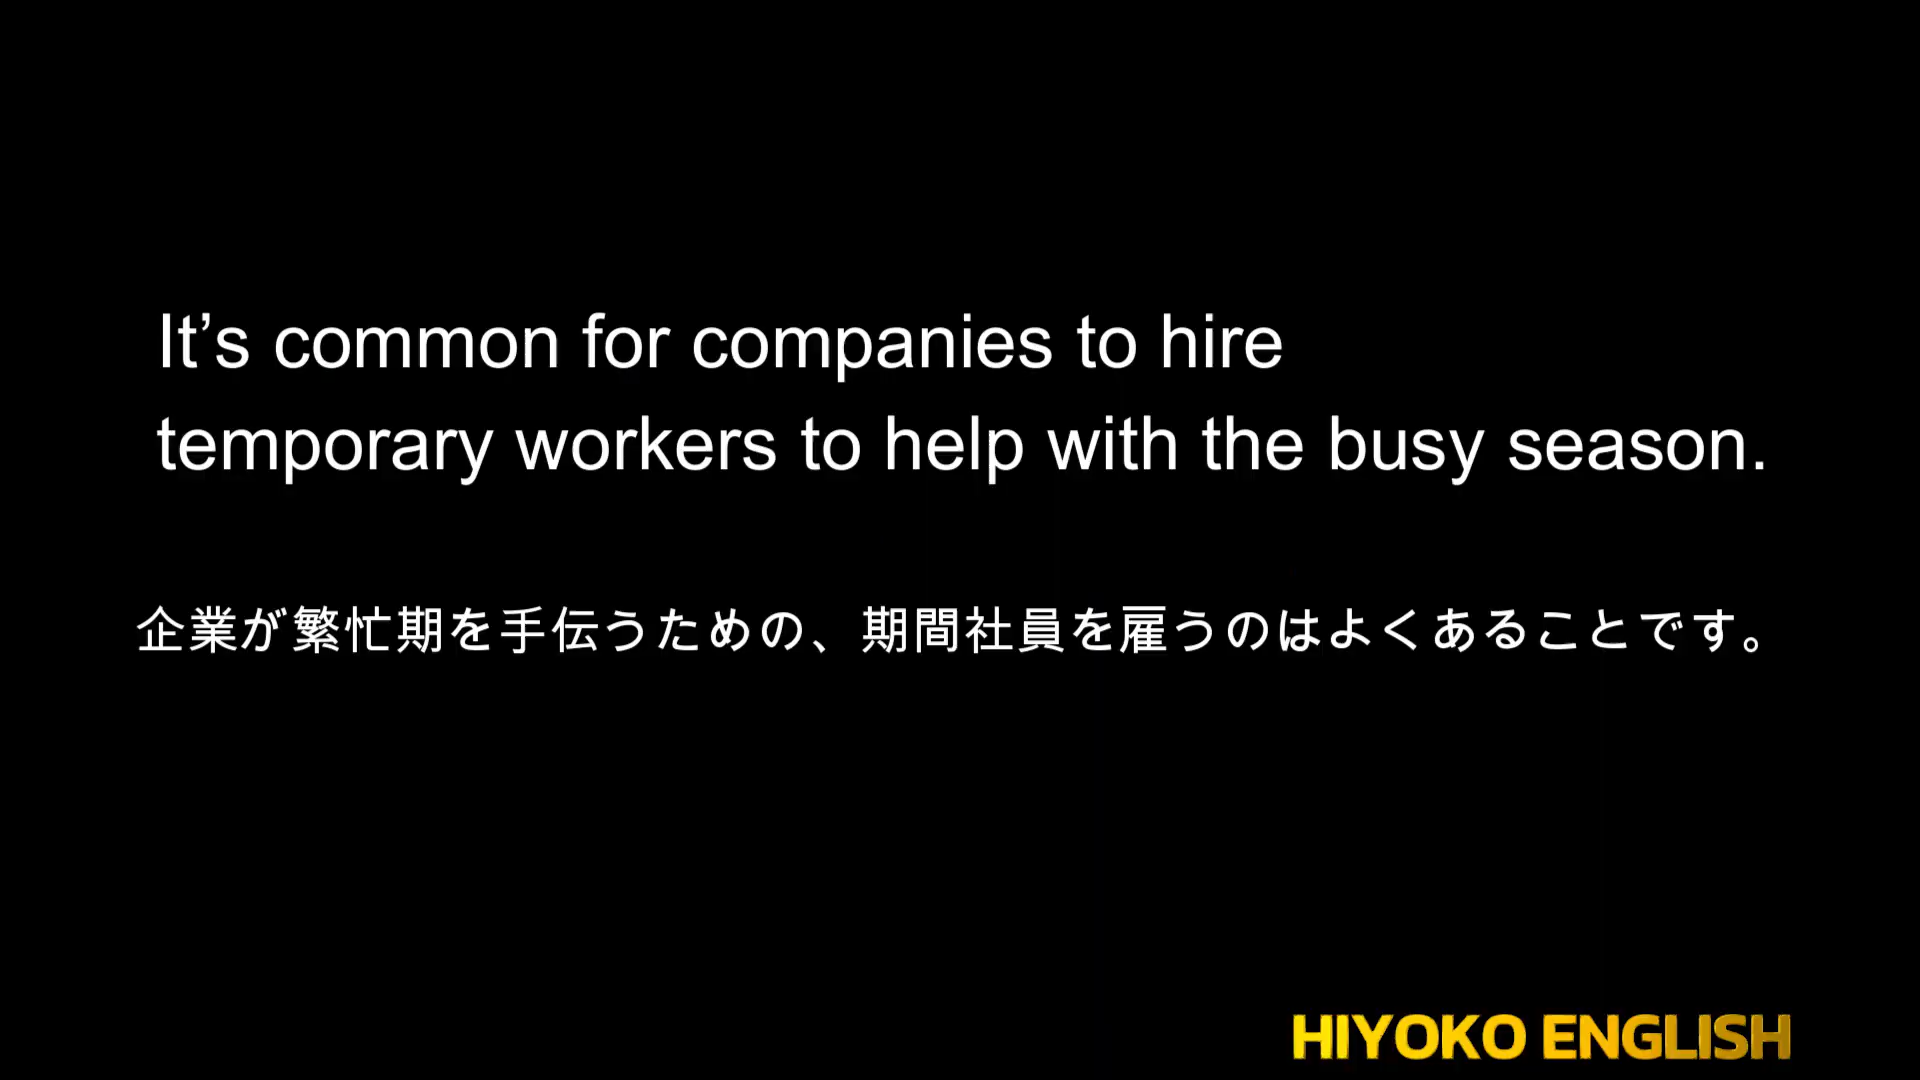 It’s common for companies to hire
temporary workers to help with the busy season.
企業が繁忙期を手伝うための、期間社員を雇うのはよくあることです。
HIYOKO ENGLISH